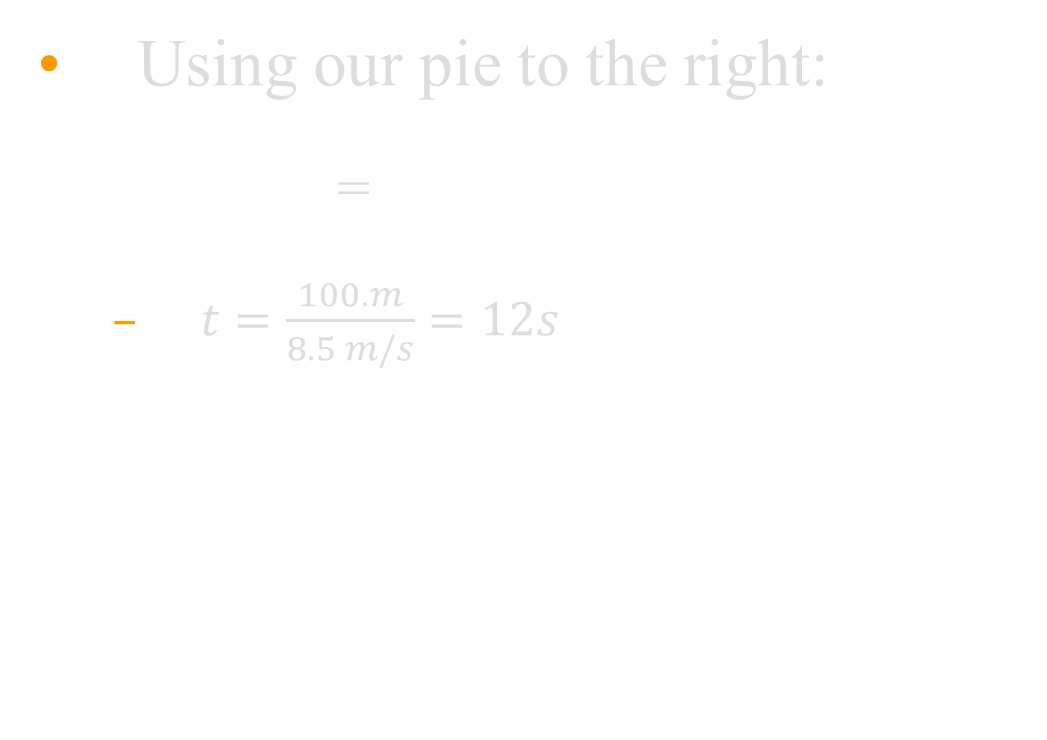 • Using our pie to the right:
=
– t = 100.m / 8.5 m/s = 12s